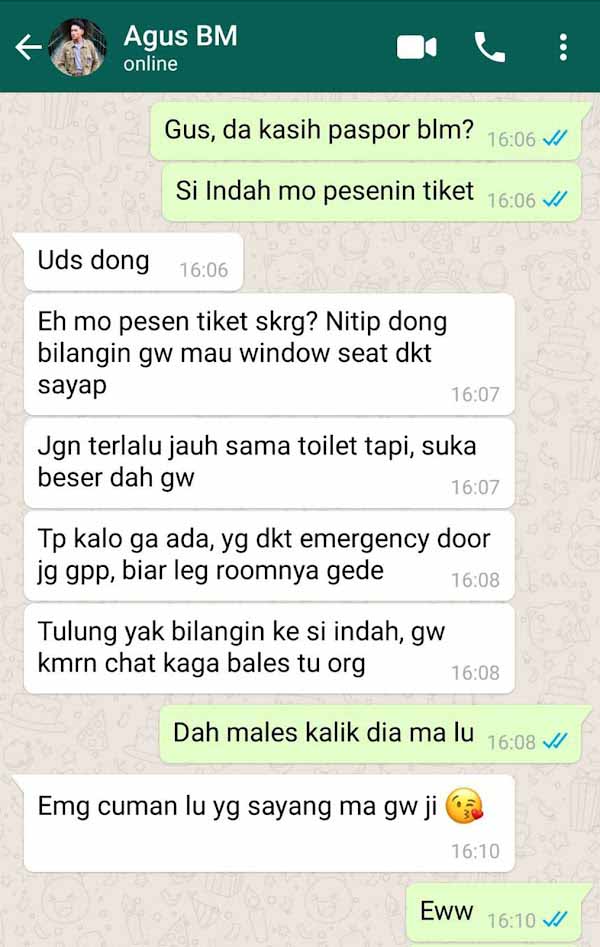 Agus BM
online
Gus, da kasih paspor blm? 16:06
Si Indah mo pesenin tiket 16:06
Uds dong 16:06
Eh mo pesen tiket skrg? Nitip dong
bilangin gw mau window seat dkt
sayap 16:07
Jgn terlalu jauh sama toilet tapi, suka
beser dah gw 16:07
Tp kalo ga ada, yg dkt emergency door
jg gpp, biar leg roomnya gede 16:08
Tulung yak bilangin ke si indah, gw
kmrn chat kaga bales tu org 16:08
Dah males kalik dia ma lu 16:08
Emg cuman lu yg sayang ma gw ji 😘
16:10
Eww 16:10